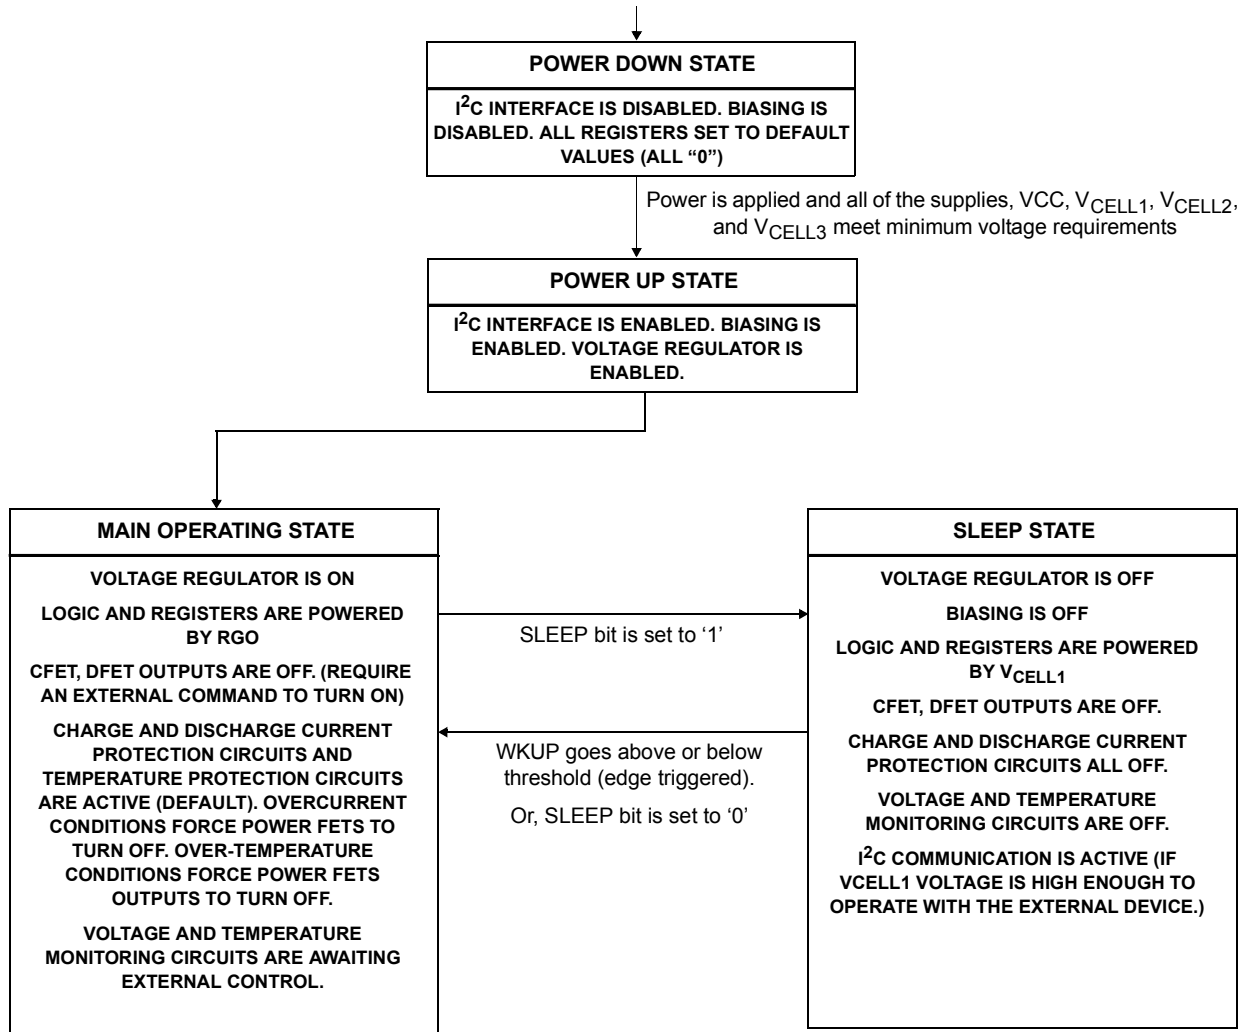 POWER DOWN STATE
I2C INTERFACE IS DISABLED. BIASING IS
DISABLED. ALL REGISTERS SET TO DEFAULT
VALUES (ALL “0”)
Power is applied and all of the supplies, VCC, VCELL1, VCELL2,
and VCELL3 meet minimum voltage requirements
POWER UP STATE
I2C INTERFACE IS ENABLED. BIASING IS
ENABLED. VOLTAGE REGULATOR IS
ENABLED.
MAIN OPERATING STATE
VOLTAGE REGULATOR IS ON
LOGIC AND REGISTERS ARE POWERED
BY RGO
CFET, DFET OUTPUTS ARE OFF. (REQUIRE
AN EXTERNAL COMMAND TO TURN ON)
CHARGE AND DISCHARGE CURRENT
PROTECTION CIRCUITS AND
TEMPERATURE PROTECTION CIRCUITS
ARE ACTIVE (DEFAULT). OVERCURRENT
CONDITIONS FORCE POWER FETS TO
TURN OFF. OVER-TEMPERATURE
CONDITIONS FORCE POWER FETS
OUTPUTS TO TURN OFF.
VOLTAGE AND TEMPERATURE
MONITORING CIRCUITS ARE AWAITING
EXTERNAL CONTROL.
SLEEP bit is set to ‘1’
WKUP goes above or below
threshold (edge triggered).
Or, SLEEP bit is set to ‘0’
SLEEP STATE
VOLTAGE REGULATOR IS OFF
BIASING IS OFF
LOGIC AND REGISTERS ARE POWERED
BY VCELL1
CFET, DFET OUTPUTS ARE OFF.
CHARGE AND DISCHARGE CURRENT
PROTECTION CIRCUITS ALL OFF.
VOLTAGE AND TEMPERATURE
MONITORING CIRCUITS ARE OFF.
I2C COMMUNICATION IS ACTIVE (IF
VCELL1 VOLTAGE IS HIGH ENOUGH TO
OPERATE WITH THE EXTERNAL DEVICE.)